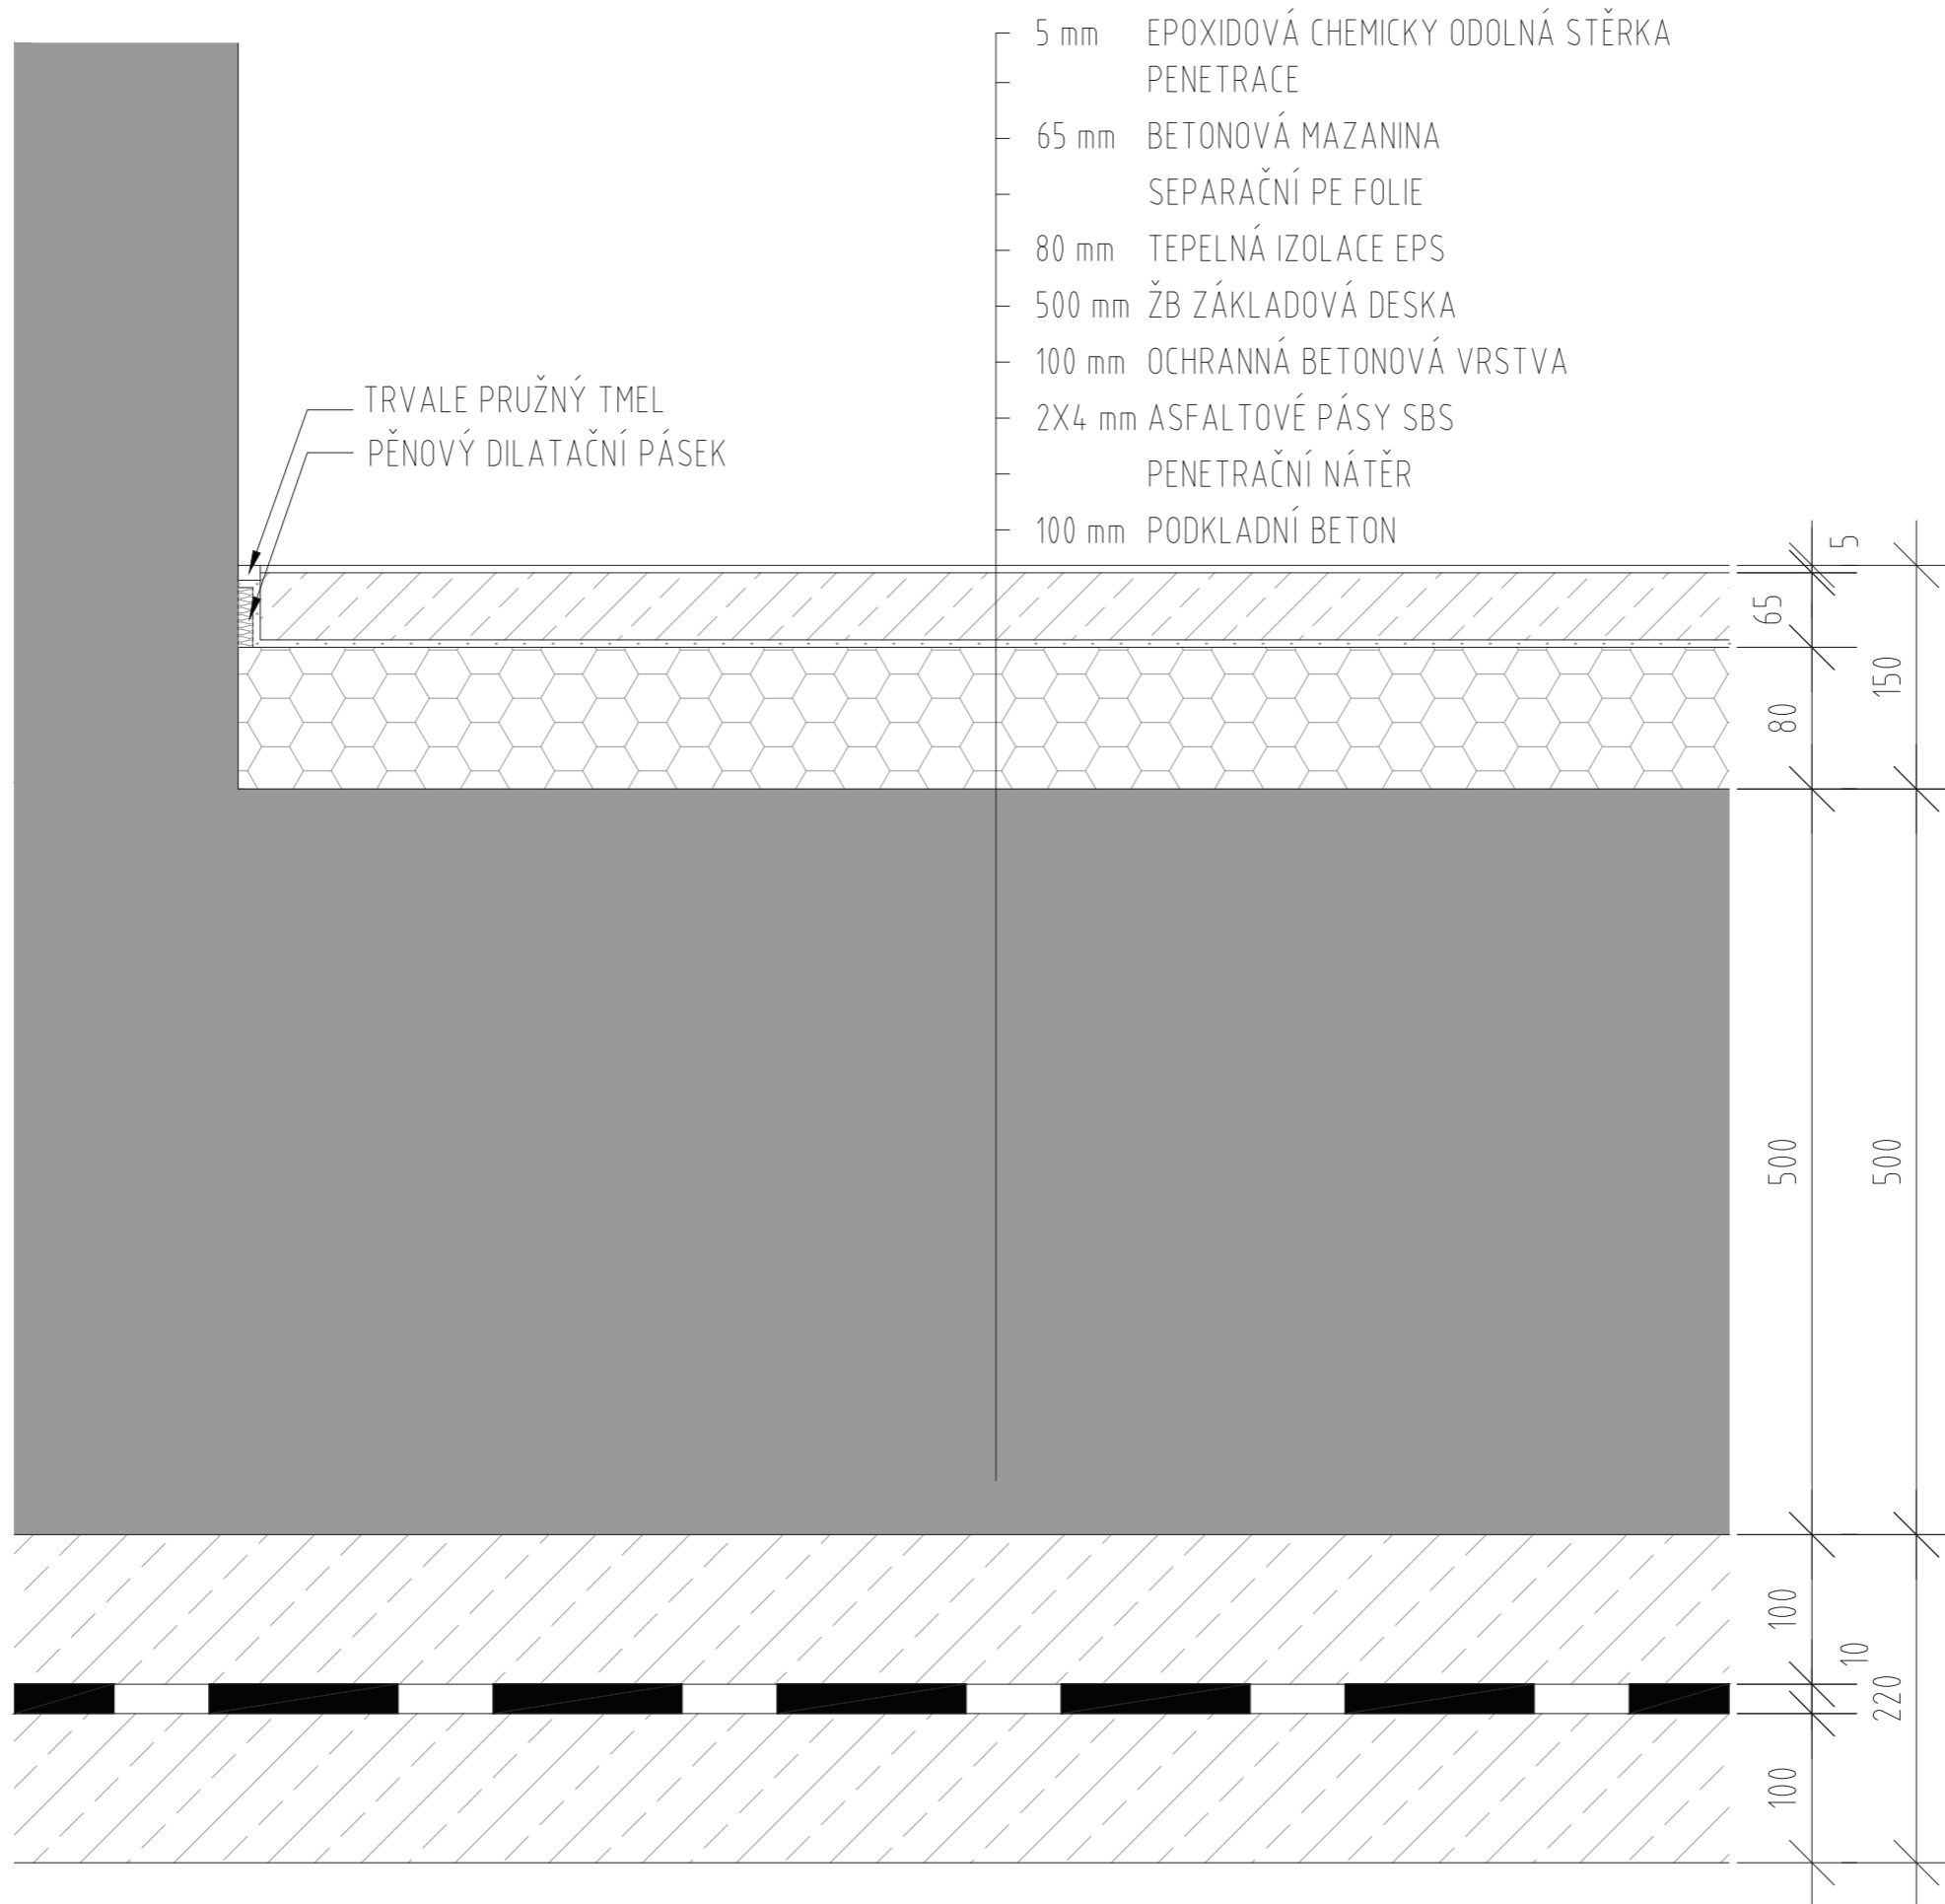 5 mm EPOXIDOVÁ CHEMICKY ODOLNÁ STĚRKA
PENETRACE
65 mm BETONOVÁ MAZANINA
SEPARAČNÍ PE FOLIE
80 mm TEPELNÁ IZOLACE EPS
500 mm ŽB ZÁKLADOVÁ DESKA
100 mm OCHRANNÁ BETONOVÁ VRSTVA
2X4 mm ASFALTOVÉ PÁSY SBS
PENETRAČNÍ NÁTĚR
100 mm PODKLADNÍ BETON
TRVALE PRUŽNÝ TMEL
PĚNOVÝ DILATAČNÍ PÁSEK
5
65
80
150
500
500
100
10
220
100